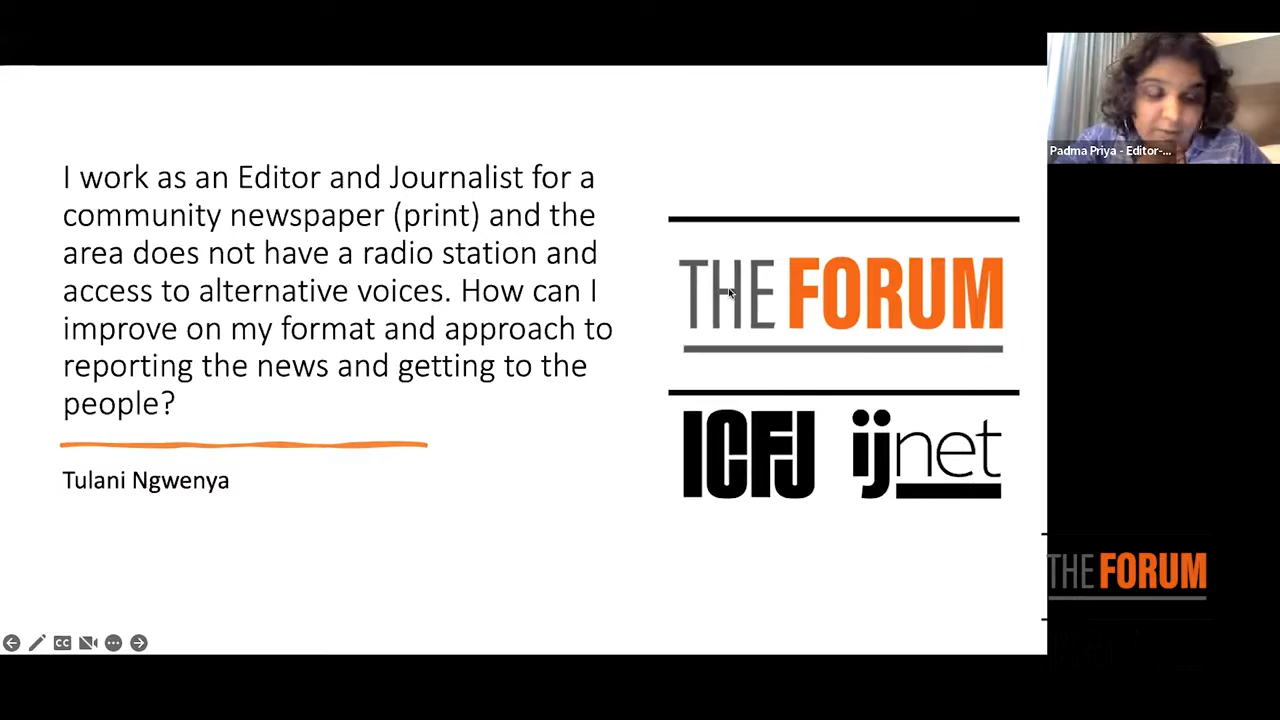 I work as an Editor and Journalist for a
community newspaper (print) and the
area does not have a radio station and
access to alternative voices. How can I
improve on my format and approach to
reporting the news and getting to the
people?
Tulani Ngwenya
THE FORUM
ICFJ ijnet
CC
Padma Priya - Editor-...
THE FORUM